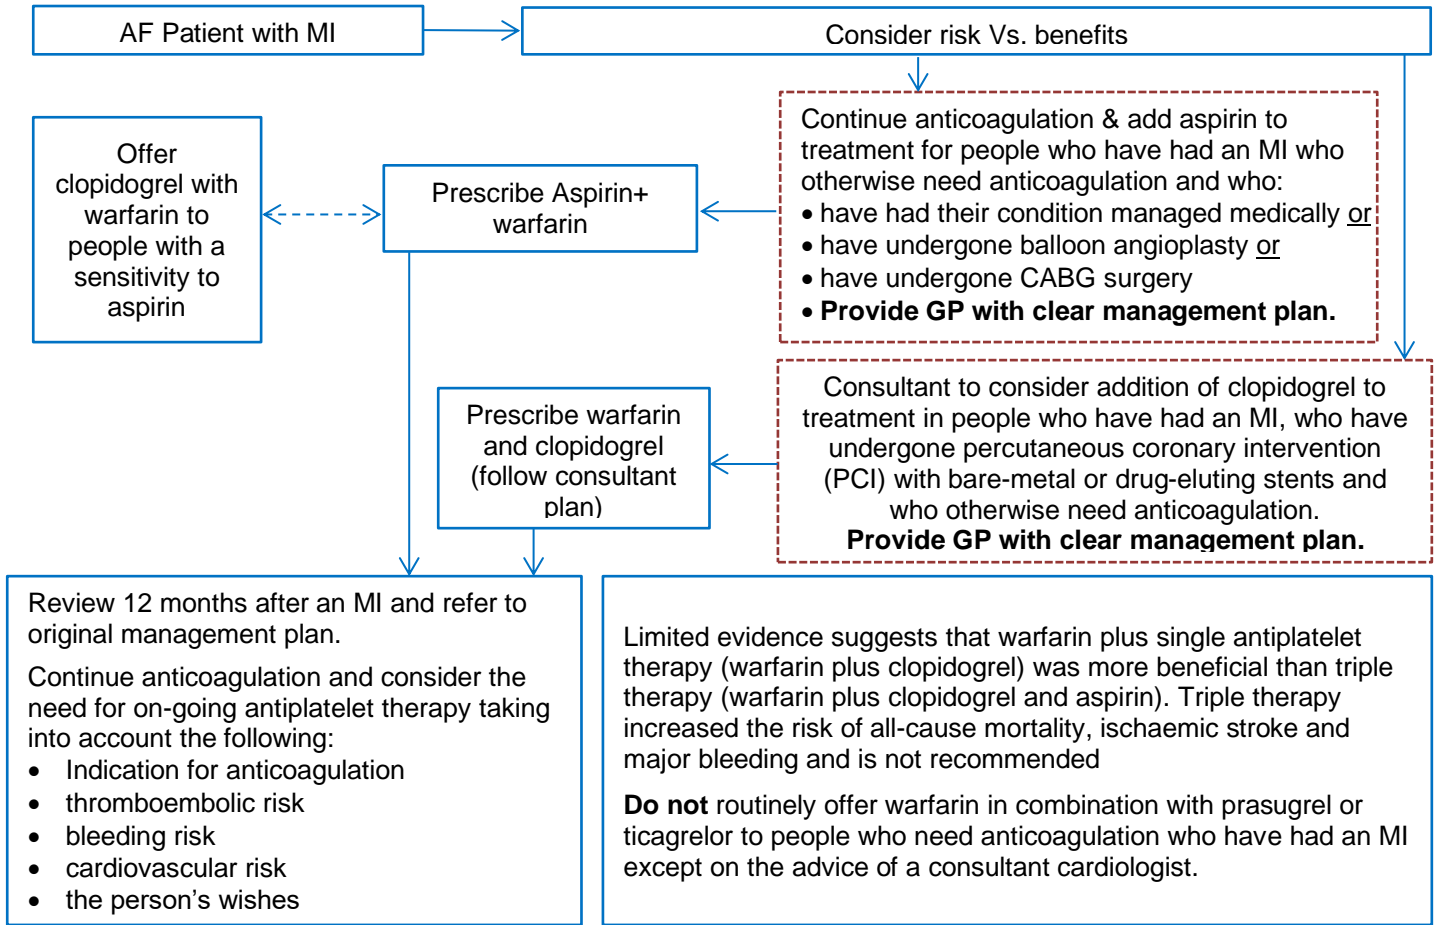 AF Patient with MI
Consider risk Vs. benefits
Continue anticoagulation & add aspirin to
treatment for people who have had an MI who
otherwise need anticoagulation and who:
• have had their condition managed medically or
• have undergone balloon angioplasty or
• have undergone CABG surgery
• Provide GP with clear management plan.
Prescribe Aspirin+
warfarin
Offer
clopidogrel with
warfarin to
people with a
sensitivity to
aspirin
Consultant to consider addition of clopidogrel to
treatment in people who have had an MI, who have
undergone percutaneous coronary intervention
(PCI) with bare-metal or drug-eluting stents and
who otherwise need anticoagulation.
Provide GP with clear management plan.
Prescribe warfarin
and clopidogrel
(follow consultant
plan)
Review 12 months after an MI and refer to
original management plan.
Continue anticoagulation and consider the
need for on-going antiplatelet therapy taking
into account the following:
• Indication for anticoagulation
• thromboembolic risk
• bleeding risk
• cardiovascular risk
• the person’s wishes
Limited evidence suggests that warfarin plus single antiplatelet
therapy (warfarin plus clopidogrel) was more beneficial than triple
therapy (warfarin plus clopidogrel and aspirin). Triple therapy
increased the risk of all-cause mortality, ischaemic stroke and
major bleeding and is not recommended
Do not routinely offer warfarin in combination with prasugrel or
ticagrelor to people who need anticoagulation who have had an MI
except on the advice of a consultant cardiologist.